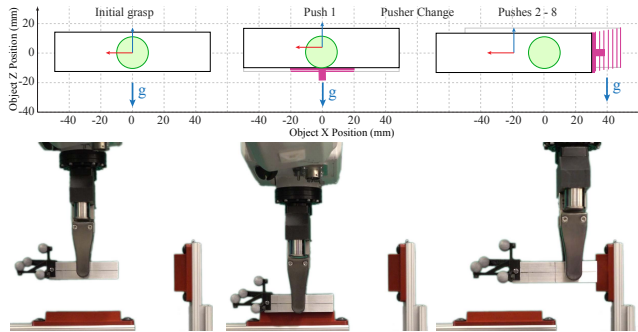 Initial grasp
Push 1
Pusher Change
Pushes 2 - 8
Object Z Position (mm)
20
0
-20
-40
g
g
g
-40 -20 0 20 40
-40 -20 0 20 40
-40 -20 0 20 40
Object X Position (mm)